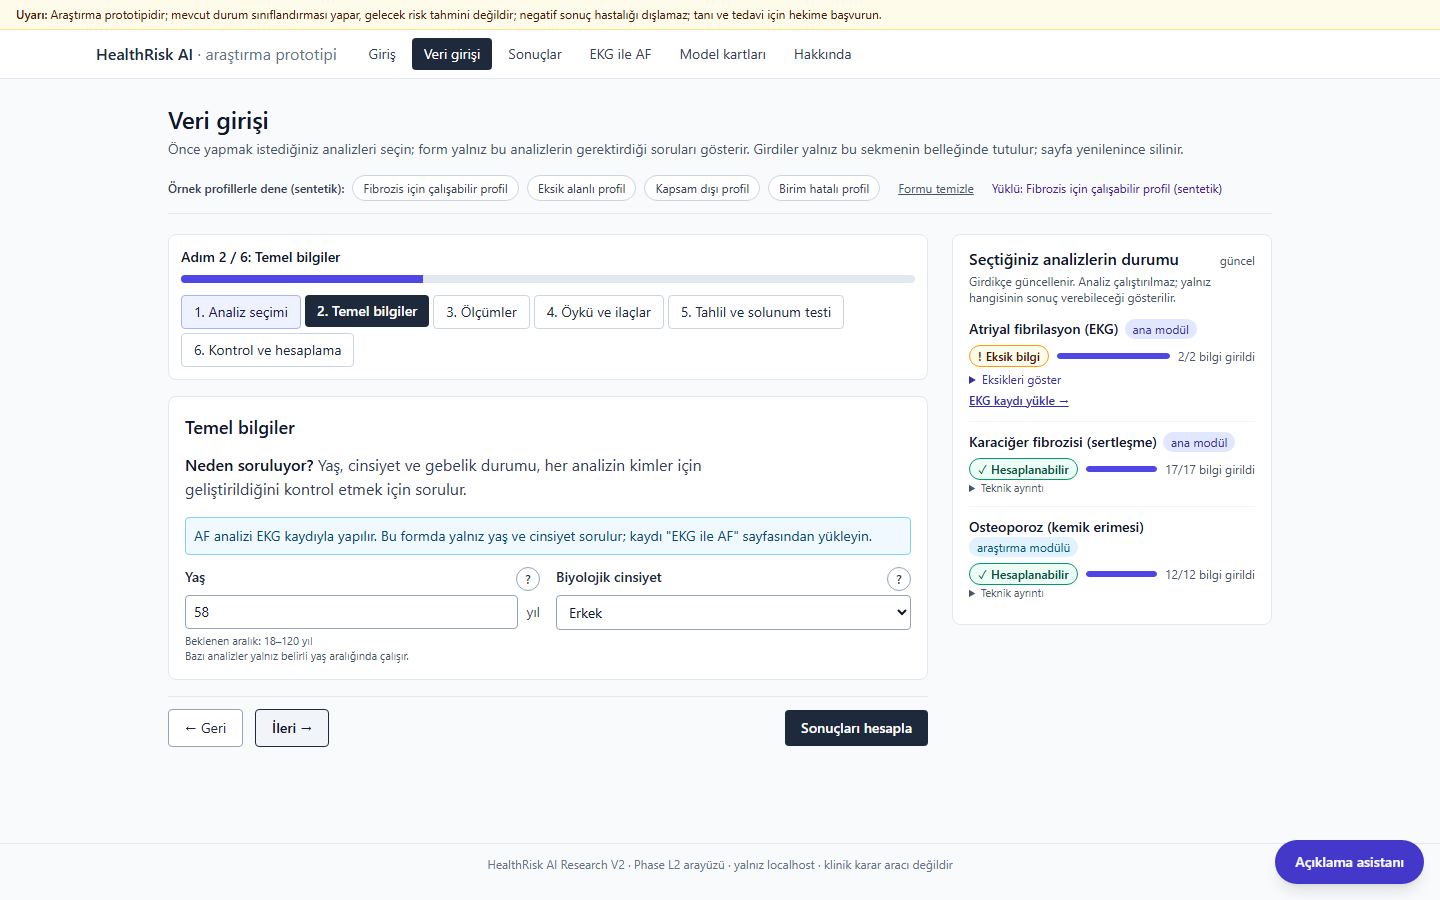 Uyarı: Araştırma prototipidir; mevcut durum sınıflandırması yapar, gelecek risk tahmini değildir; negatif sonuç hastalığı dışlamaz; tanı ve tedavi için hekime başvurun.
HealthRisk AI · araştırma prototipi
Giriş
Veri girişi
Sonuçlar
EKG ile AF
Model kartları
Hakkında
Veri girişi
Önce yapmak istediğiniz analizleri seçin; form yalnız bu analizlerin gerektirdiği soruları gösterir. Girdiler yalnız bu sekmenin belleğinde tutulur; sayfa yenilenince silinir.
Örnek profillerle dene (sentetik):
Fibrozis için çalışabilir profil
Eksik alanlı profil
Kapsam dışı profil
Birim hatalı profil
Formu temizle
Yüklü: Fibrozis için çalışabilir profil (sentetik)
Adım 2 / 6: Temel bilgiler
1. Analiz seçimi
2. Temel bilgiler
3. Ölçümler
4. Öykü ve ilaçlar
5. Tahlil ve solunum testi
6. Kontrol ve hesaplama
Temel bilgiler
Neden soruluyor? Yaş, cinsiyet ve gebelik durumu, her analizin kimler için
geliştirildiğini kontrol etmek için sorulur.
AF analizi EKG kaydıyla yapılır. Bu formda yalnız yaş ve cinsiyet sorulur; kaydı "EKG ile AF" sayfasından yükleyin.
Yaş
?
58
yıl
Beklenen aralık: 18–120 yıl
Bazı analizler yalnız belirli yaş aralığında çalışır.
Biyolojik cinsiyet
?
Erkek
← Geri
İleri →
Sonuçları hesapla
Seçtiğiniz analizlerin durumu
güncel
Girdikçe güncellenir. Analiz çalıştırılmaz; yalnız
hangisinin sonuç verebileceği gösterilir.
Atriyal fibrilasyon (EKG) ana modül
! Eksik bilgi
2/2 bilgi girildi
▶ Eksikleri göster
EKG kaydı yükle →
Karaciğer fibrozisi (sertleşme) ana modül
✓ Hesaplanabilir
17/17 bilgi girildi
▶ Teknik ayrıntı
Osteoporoz (kemik erimesi)
araştırma modülü
✓ Hesaplanabilir
12/12 bilgi girildi
▶ Teknik ayrıntı
HealthRisk AI Research V2 · Phase L2 arayüzü · yalnız localhost · klinik karar aracı değildir
Açıklama asistanı